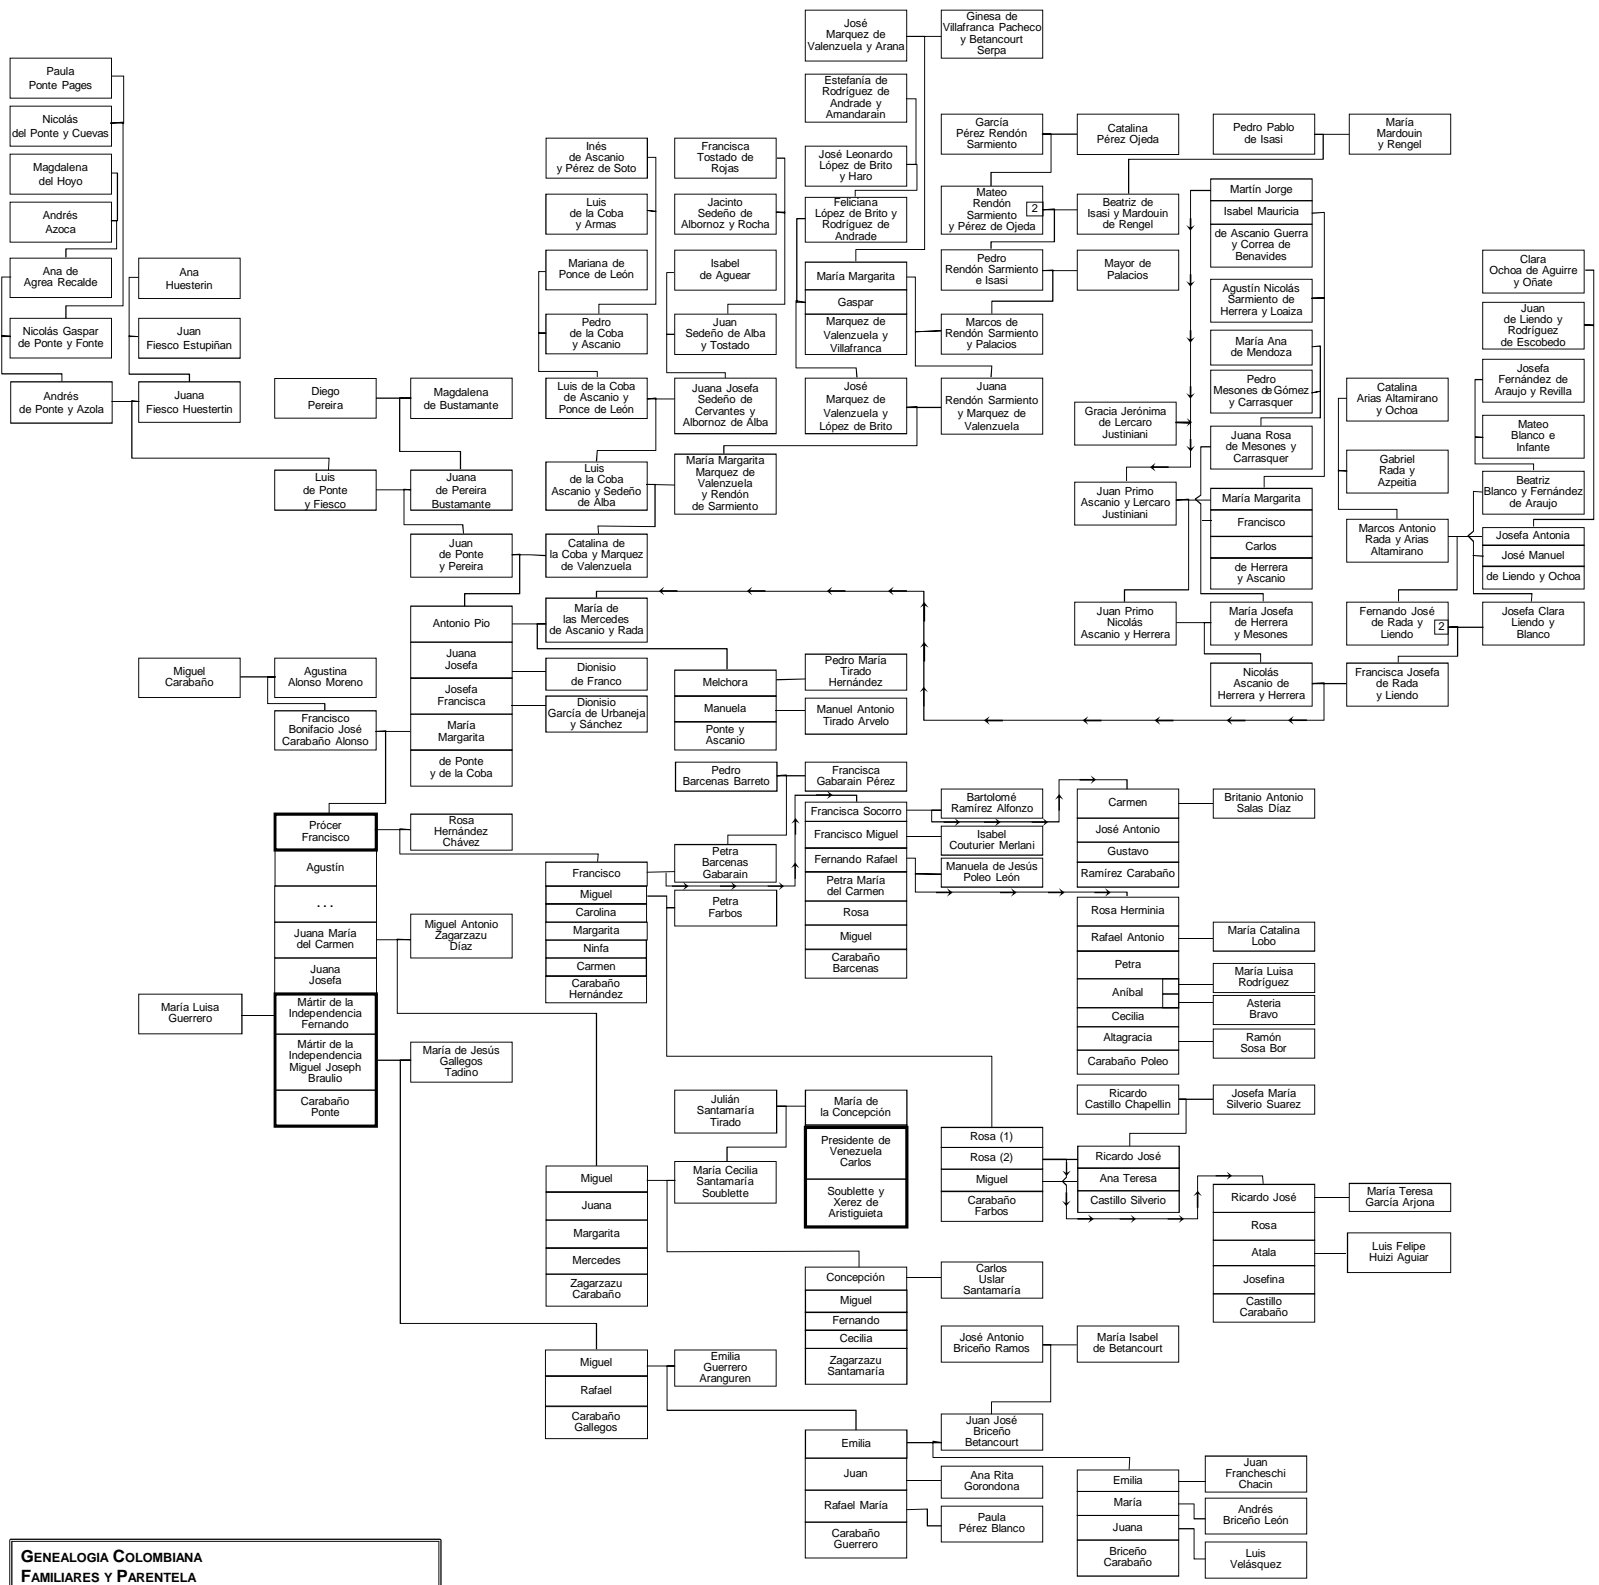 José
Marquez de
Valenzuela y Arana
Ginesa de
Villafranca Pacheco
y Betancourt
Serpa
Paula
Ponte Pages
Nicolás
del Ponte y Cuevas
Magdalena
del Hoyo
Andrés
Azoca
Ana de
Agrea Recalde
Nicolás Gaspar
de Ponte y Fonte
Andrés
de Ponte y Azola
Ana
Huesterin
Juan
Fiesco Estupiñan
Juana
Fiesco Huestertin
Diego
Pereira
Magdalena
de Bustamante
Luis
de Ponte
y Fiesco
Juana
de Pereira
Bustamante
Juan
de Ponte
y Pereira
Inés
de Ascanio
y Pérez de Soto
Luis
de la Coba
y Armas
Mariana de
Ponce de León
Pedro
de la Coba
y Ascanio
Luis de la Coba
de Ascanio y
Ponce de León
Luis
de la Coba
Ascanio y Sedeño
de Alba
Catalina de
la Coba y Marquez
de Valenzuela
Francisca
Tostado de
Rojas
Jacinto
Sedeño de
Albornoz y Rocha
Isabel
de Aguear
Juan
Sedeño de Alba
y Tostado
Juana Josefa
Sedeño de
Cervantes y
Albornoz de Alba
María Margarita
Marquez de
Valenzuela
y Rendón
de Sarmiento
Estefanía de
Rodríguez de
Andrade y
Amandarain
José Leonardo
López de Brito
y Haro
Feliciana
López de Brito y
Rodríguez de
Andrade
María Margarita
Gaspar
Marquez de
Valenzuela y
Villafranca
José
Marquez de
Valenzuela y
López de Brito
García
Pérez Rendón
Sarmiento
Catalina
Pérez Ojeda
Mateo
Rendón
Sarmiento
y Pérez de Ojeda
2
Beatriz de
Isasi y Mardouin
de Rengel
Pedro
Rendón Sarmiento
e Isasi
Mayor de
Palacios
Marcos de
Rendón Sarmiento
y Palacios
Juana
Rendón Sarmiento
y Marquez de
Valenzuela
Pedro Pablo
de Isasi
María
Mardouin
y Rengel
Martín Jorge
Isabel Mauricia
de Ascanio Guerra
y Correa de
Benavides
Agustín Nicolás
Sarmiento de
Herrera y Loaiza
María Ana
de Mendoza
Pedro
Mesones de Gómez
y Carrasquer
Gracia Jerónima
de Lercaro
Justiniani
Juana Rosa
de Mesones y
Carrasquer
Juan Primo
Ascanio y Lercaro
Justiniani
María Margarita
Francisco
Carlos
de Herrera
y Ascanio
Juan Primo
Nicolás
Ascanio y Herrera
María Josefa
de Herrera
y Mesones
Nicolás
Ascanio de
Herrera y Herrera
Clara
Ochoa de Aguirre
y Oñate
Juan
de Liendo y
Rodríguez
de Escobedo
Josefa
Fernández de
Araujo y Revilla
Mateo
Blanco e
Infante
Beatriz
Blanco y Fernández
de Araujo
Josefa Antonia
José Manuel
de Liendo y Ochoa
Josefa Clara
Liendo y
Blanco
Catalina
Arias Altamirano
y Ochoa
Gabriel
Rada y
Azpeitia
Marcos Antonio
Rada y Arias
Altamirano
Fernando José
de Rada y
Liendo
2
Francisca Josefa
de Rada
y Liendo
Miguel
Carabaño
Agustina
Alonso Moreno
Francisco
Bonifacio José
Carabaño Alonso
Antonio Pio
Juana
Josefa
Josefa
Francisca
María
Margarita
de Ponte
y de la Coba
María de
las Mercedes
de Ascanio y Rada
Dionisio
de Franco
Dionisio
García de Urbaneja
y Sánchez
Melchora
Manuela
Ponte y
Ascanio
Pedro María
Tirado
Hernández
Manuel Antonio
Tirado Arvelo
Pedro
Barcenas Barreto
Francisca
Gabarain Pérez
Prócer
Francisco
Agustín
. . .
Juana María
del Carmen
Juana
Josefa
Mártir de la
Independencia
Fernando
Mártir de la
Independencia
Miguel Joseph
Braulio
Carabaño
Ponte
María Luisa
Guerrero
Rosa
Hernández
Chávez
Miguel Antonio
Zagarzazu
Díaz
María de Jesús
Gallegos
Tadino
Francisco
Miguel
Carolina
Margarita
Ninfa
Carmen
Carabaño
Hernández
Petra
Barcenas
Gabarain
Petra
Farbos
Francisca Socorro
Francisco Miguel
Fernando Rafael
Petra María
del Carmen
Rosa
Miguel
Carabaño
Barcenas
Bartolomé
Ramírez Alfonzo
Isabel
Couturier Merlani
Manuela de Jesús
Poleo León
Carmen
José Antonio
Gustavo
Ramírez Carabaño
Britanio Antonio
Salas Díaz
Rosa Herminia
Rafael Antonio
Petra
Aníbal
Cecilia
Altagracia
Carabaño Poleo
María Catalina
Lobo
María Luisa
Rodríguez
Asteria
Bravo
Ramón
Sosa Bor
Ricardo
Castillo Chapellin
Josefa María
Silverio Suarez
Julián
Santamaría
Tirado
María de
la Concepción
Presidente de
Venezuela
Carlos
Soublette y
Xerez de
Aristiguieta
Miguel
Juana
Margarita
Mercedes
Zagarzazu
Carabaño
María Cecilia
Santamaría
Soublette
Rosa (1)
Rosa (2)
Miguel
Carabaño
Farbos
Ricardo José
Ana Teresa
Castillo Silverio
Ricardo José
Rosa
Atala
Josefina
Castillo
Carabaño
María Teresa
García Arjona
Luis Felipe
Huizi Aguiar
Concepción
Miguel
Fernando
Cecilia
Zagarzazu
Santamaría
Carlos
Uslar
Santamaría
José Antonio
Briceño Ramos
María Isabel
de Betancourt
Miguel
Rafael
Carabaño
Gallegos
Emilia
Guerrero
Aranguren
Emilia
Juan
Rafael María
Carabaño
Guerrero
Juan José
Briceño
Betancourt
Ana Rita
Gorondona
Paula
Pérez Blanco
Emilia
María
Juana
Briceño
Carabaño
Juan
Francheschi
Chacin
Andrés
Briceño León
Luis
Velásquez
GENEALOGIA COLOMBIANA
FAMILIARES Y PARENTELA